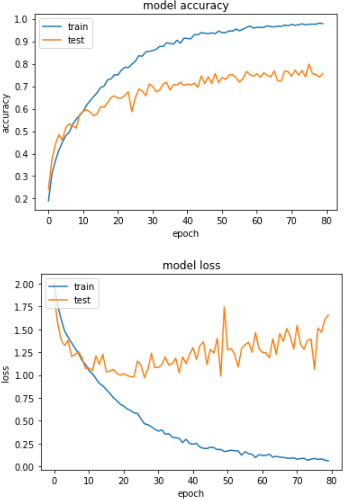 model accuracy
1.0
0.9
0.8
0.7
0.6
0.5
0.4
0.3
0.2
accuracy
train
test
0 10 20 30 40 50 60 70 80
epoch
model loss
2.00
1.75
1.50
1.25
1.00
0.75
0.50
0.25
0.00
loss
train
test
0 10 20 30 40 50 60 70 80
epoch